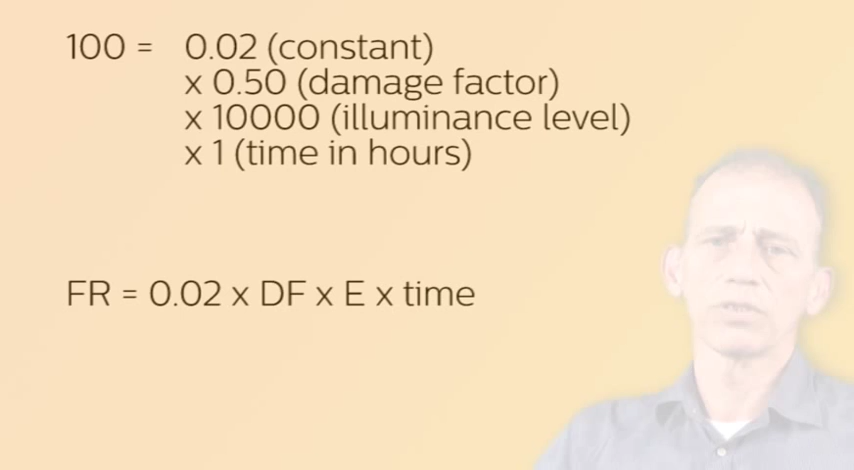 100 = 0.02 (constant)
x 0.50 (damage factor)
x 10000 (illuminance level)
x 1 (time in hours)
FR = 0.02 x DF x E x time